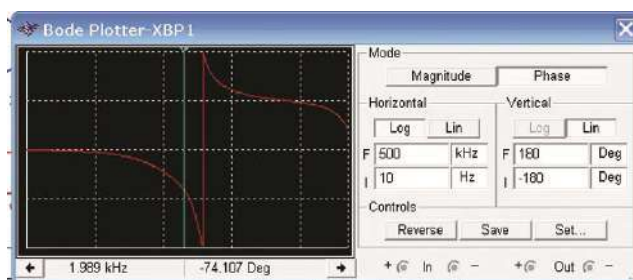 Bode Plotter-XBP1
Mode
Magnitude Phase
Horizontal Vertical
Log Lin Log Lin
F 500 kHz F 180 Deg
I 10 Hz I -180 Deg
Controls
Reverse Save Set...
1.989 kHz -74.107 Deg + In - + Out -